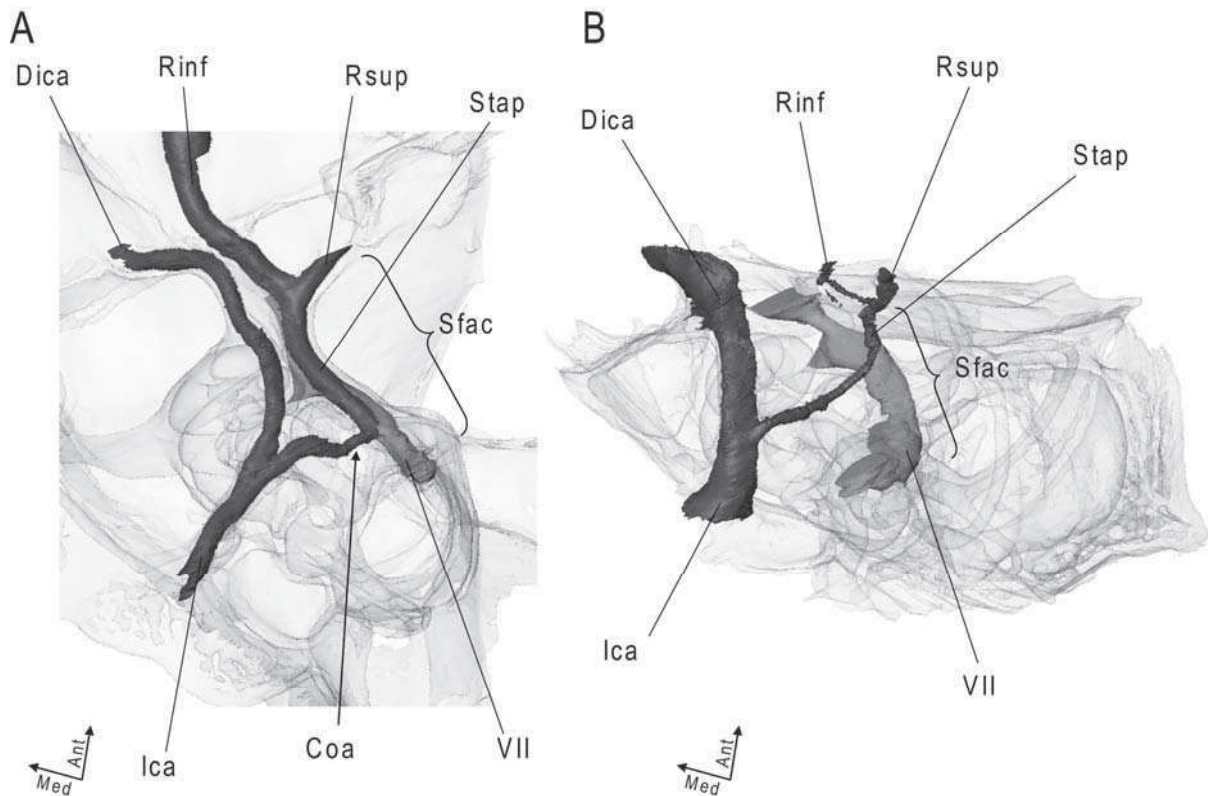 A
Dica
Rinf
Rsup
Stap
Sfac
Ica
Coa
VII
Ant
Med
B
Dica
Rinf
Rsup
Stap
Sfac
Ica
VII
Ant
Med